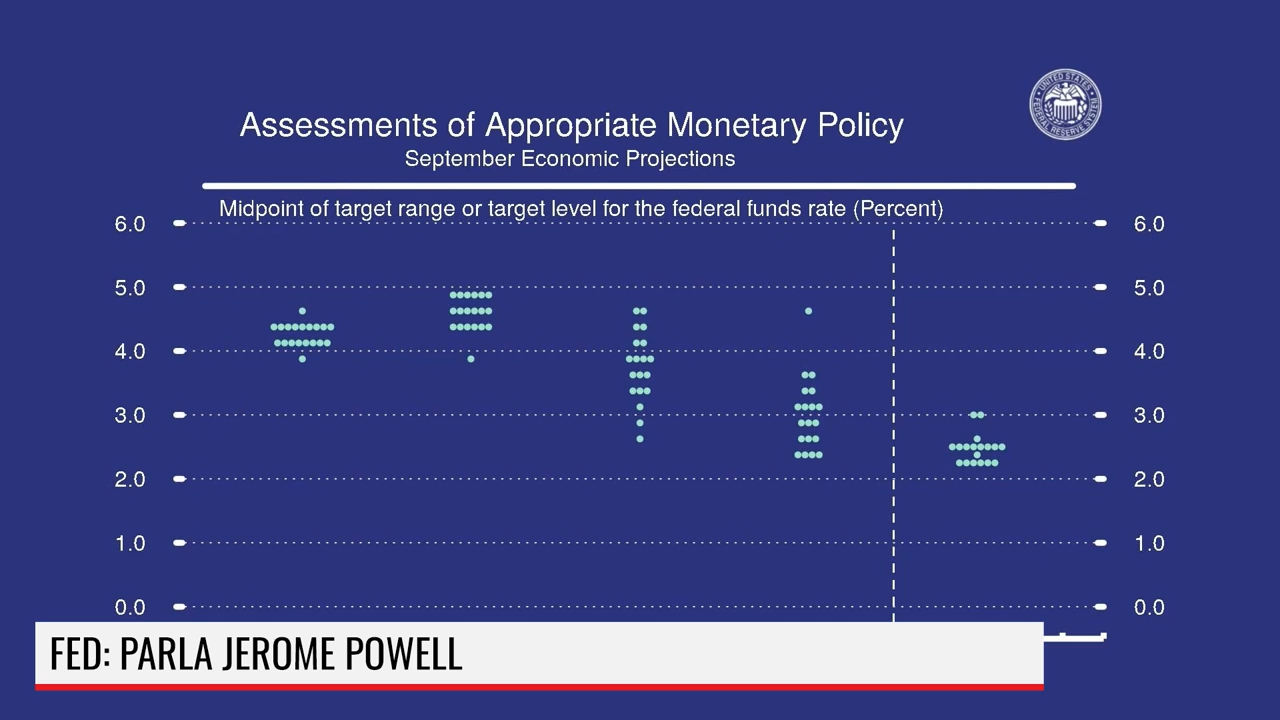 Assessments of Appropriate Monetary Policy
September Economic Projections
Midpoint of target range or target level for the federal funds rate (Percent)
6.0 6.0
5.0 5.0
4.0 4.0
3.0 3.0
2.0 2.0
1.0 1.0
0.0 0.0
FED: PARLA JEROME POWELL